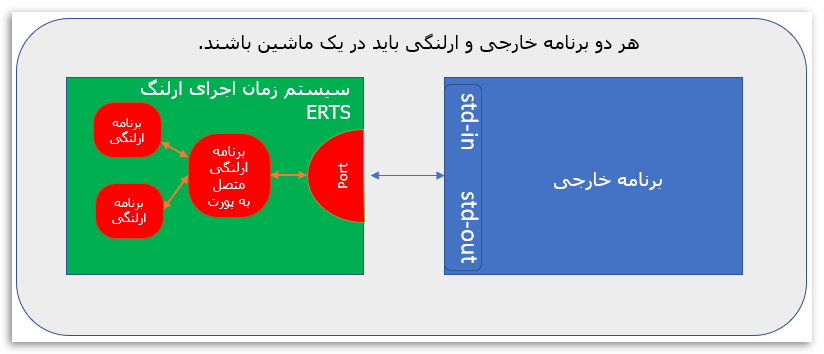 هر دو برنامه خارجی و ارلنگی باید در یک ماشین باشند.
سیستم زمان اجرای ارلنگ
ERTS
برنامه
ارلنگی
برنامه
ارلنگی
متصل
به پورت
برنامه
ارلنگی
Port
std-in
std-out
برنامه خارجی